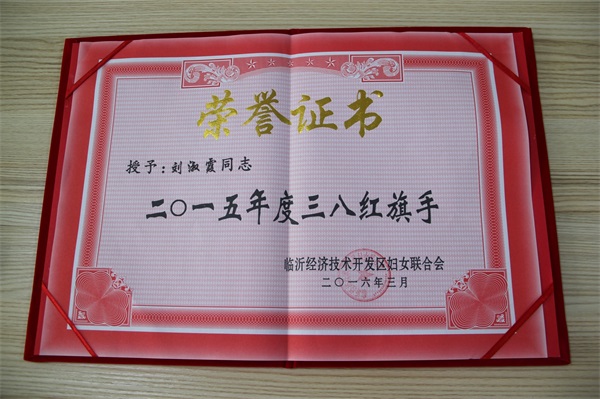 荣誉证书
授予：刘淑霞同志
二〇一五年度三八红旗手
临沂经济技术开发区妇女联合会
二〇一六年三月